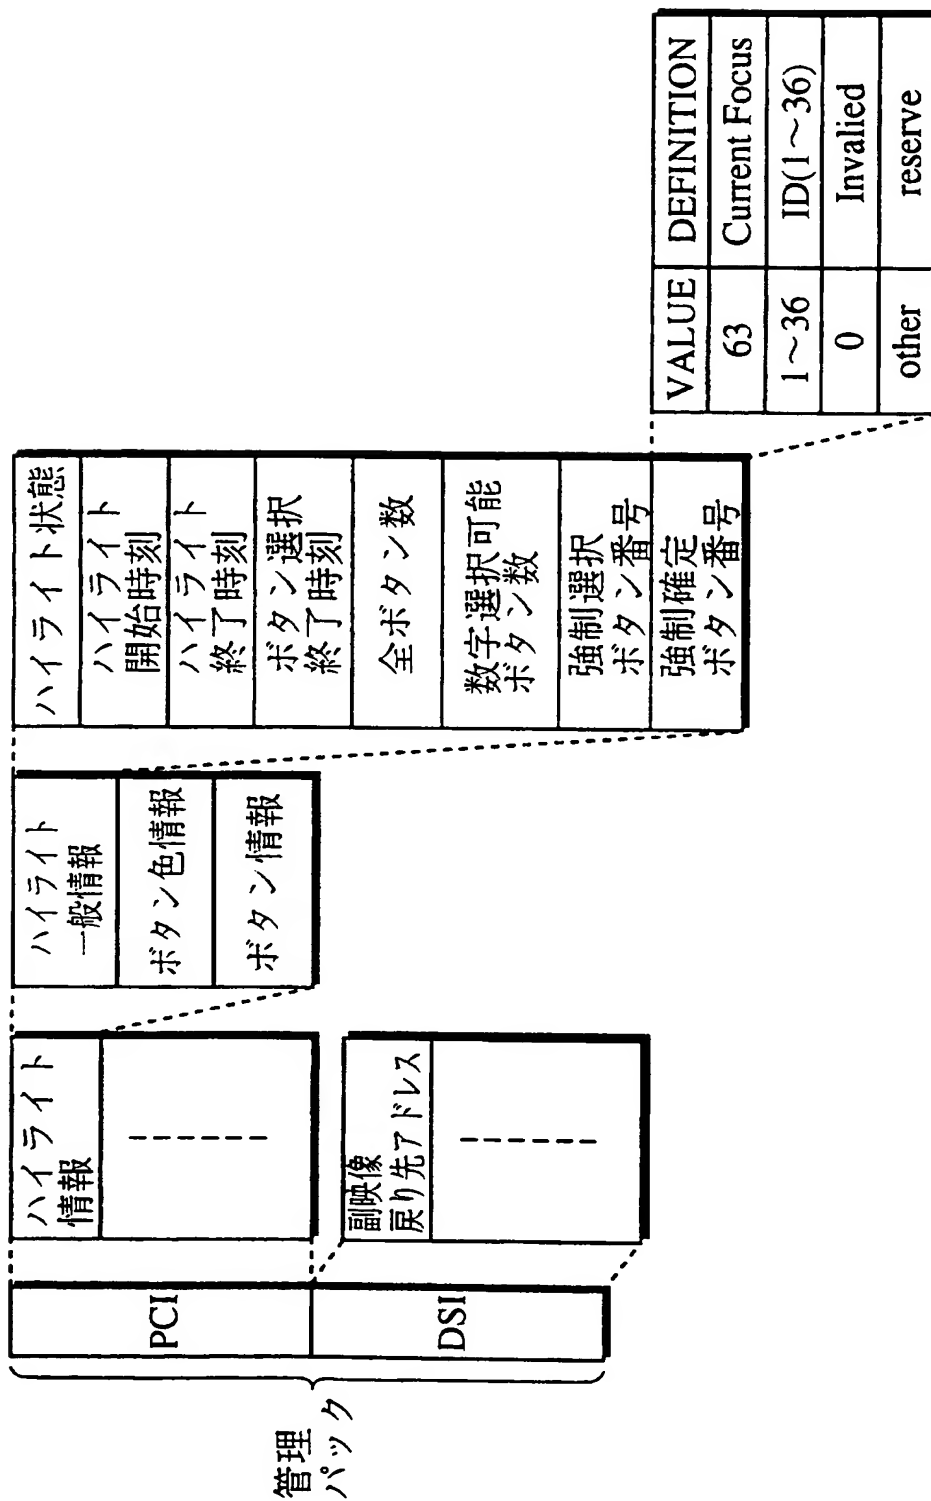 管理
パック
PCI
DSI
ハイライト
情報
副映像
戻り先アドレス
ハイライト
一般情報
ボタン色情報
ボタン情報
ハイライト状態
ハイライト
開始時刻
ハイライト
終了時刻
ボタン選択
終了時刻
全ボタン数
数字選択可能
ボタン数
強制選択
ボタン番号
強制確定
ボタン番号
VALUE DEFINITION
63 Current Focus
1〜36 ID(1〜36)
0 Invalied
other reserve